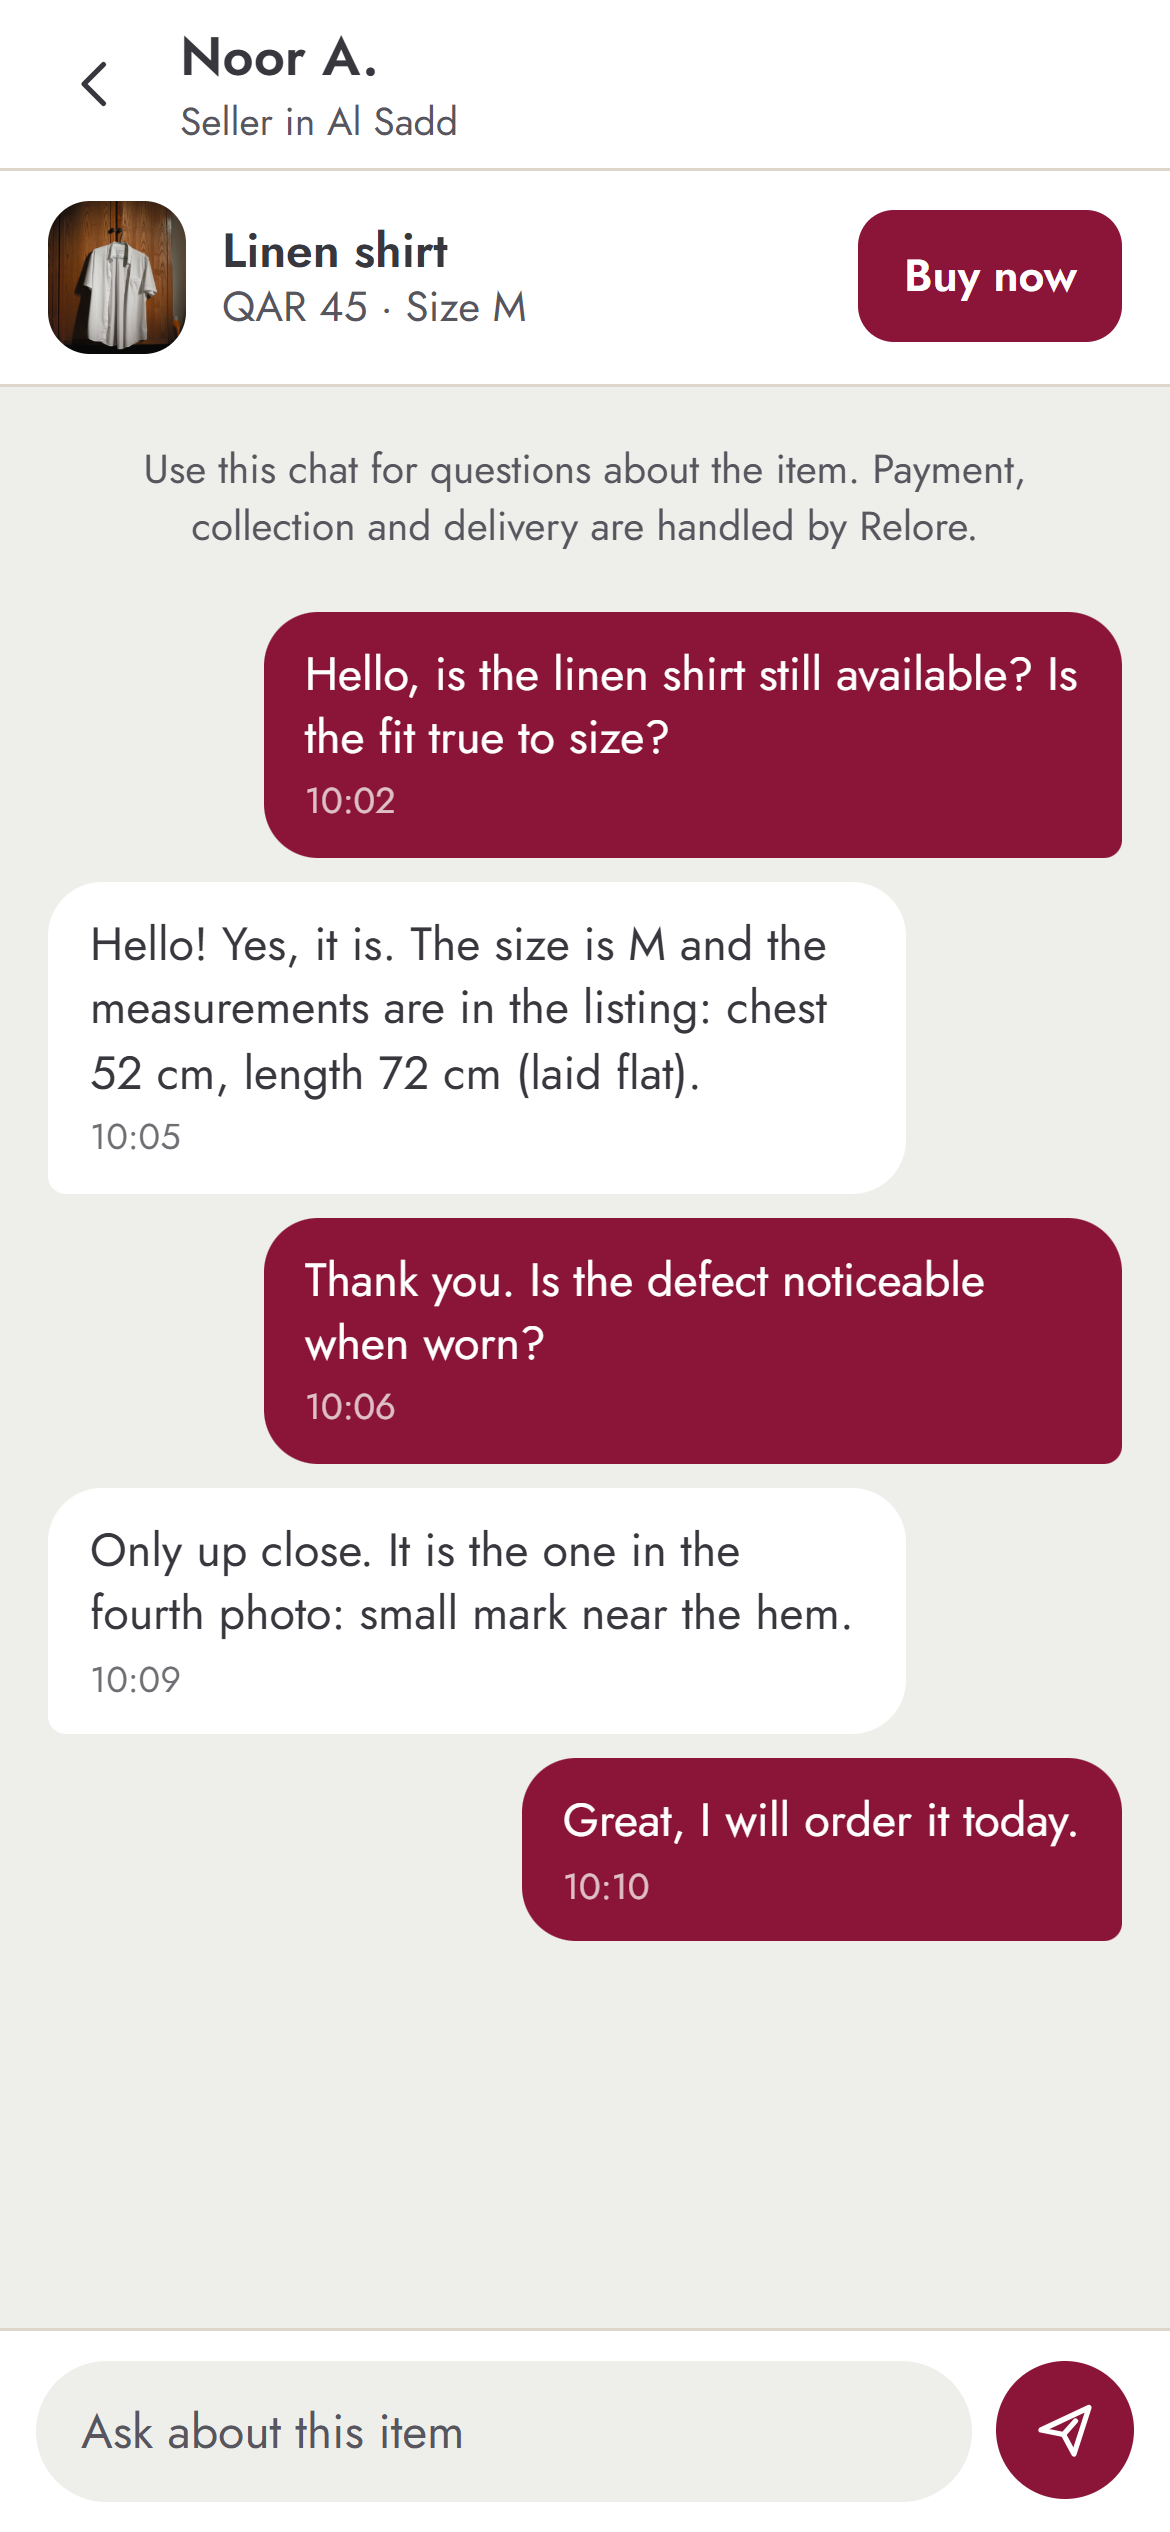 Noor A.
Seller in Al Sadd
Linen shirt
QAR 45 · Size M
Buy now
Use this chat for questions about the item. Payment,
collection and delivery are handled by Relore.
Hello, is the linen shirt still available? Is
the fit true to size?
10:02
Hello! Yes, it is. The size is M and the
measurements are in the listing: chest
52 cm, length 72 cm (laid flat).
10:05
Thank you. Is the defect noticeable
when worn?
10:06
Only up close. It is the one in the
fourth photo: small mark near the hem.
10:09
Great, I will order it today.
10:10
Ask about this item